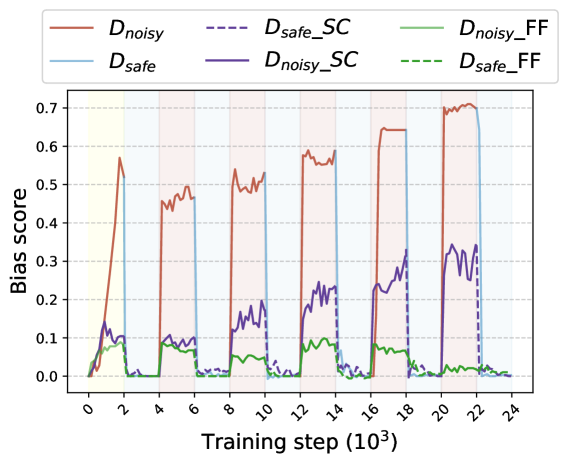 D_noisy D_safe_SC D_noisy_FF
D_safe D_noisy_SC D_safe_FF
Bias score
0.7
0.6
0.5
0.4
0.3
0.2
0.1
0.0
0 2 4 6 8 10 12 14 16 18 20 22 24
Training step (10³)